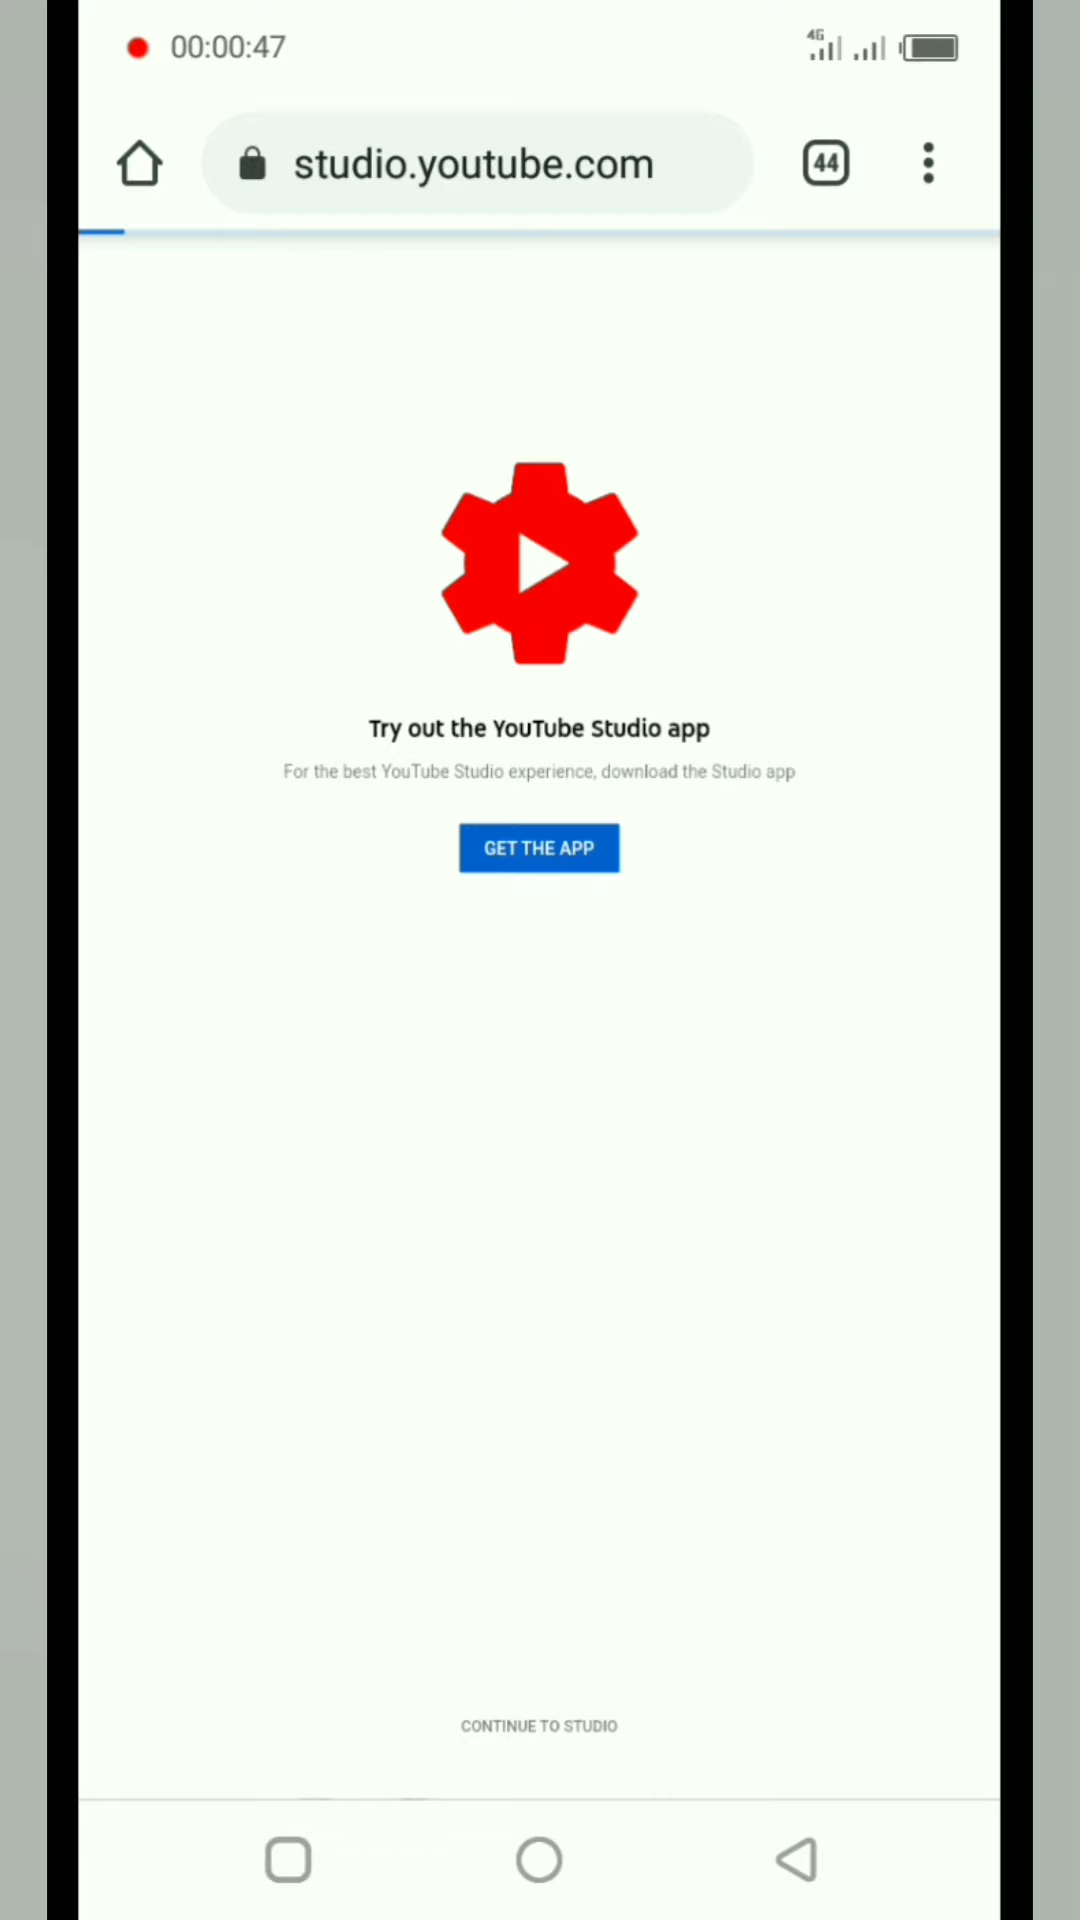 00:00:47
4G
studio.youtube.com
44
Try out the YouTube Studio app
For the best YouTube Studio experience, download the Studio app
GET THE APP
CONTINUE TO STUDIO